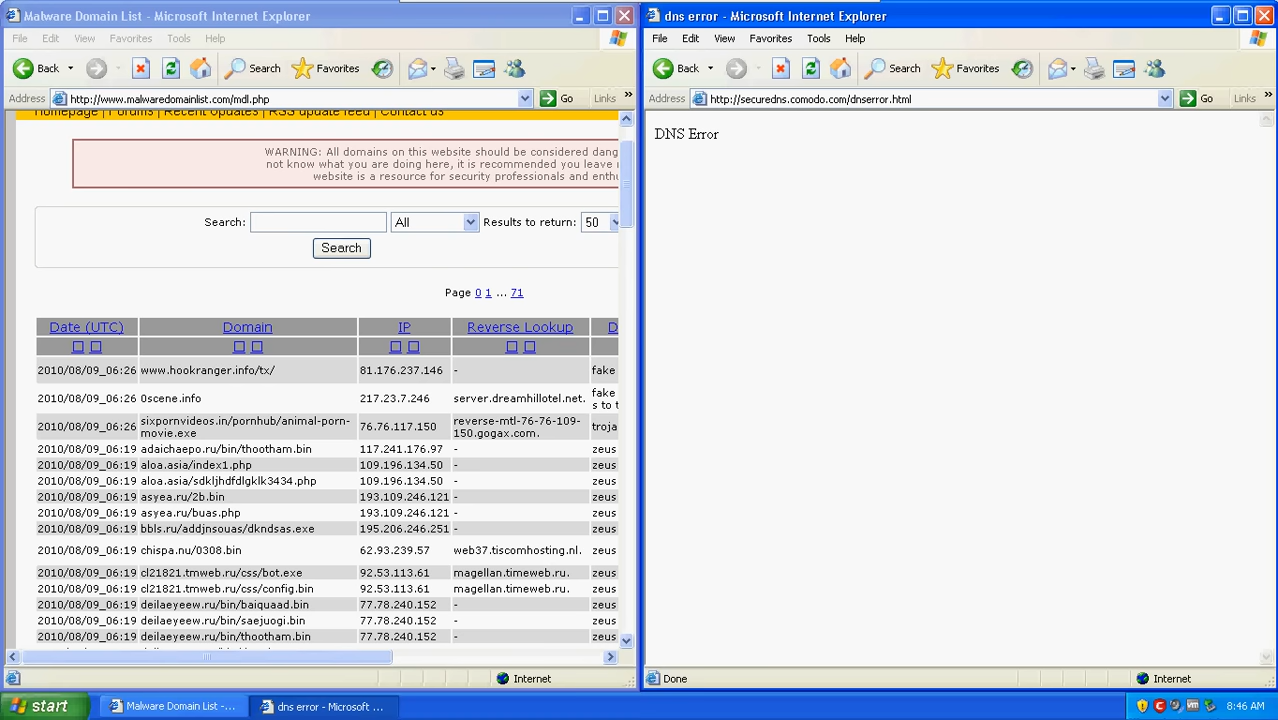 Malware Domain List - Microsoft Internet Explorer
File Edit View Favorites Tools Help
Back Search Favorites
Address http://www.malwaredomainlist.com/mdl.php Go Links »
Homepage | Forums | Recent Updates | RSS update feed | Contact us
WARNING: All domains on this website should be considered dang
not know what you are doing here, it is recommended you leave
website is a resource for security professionals and enthu
Search: All Results to return: 50
Search
Page 0 1 ... 71
Date (UTC) Domain IP Reverse Lookup D
2010/08/09_06:26 www.hookranger.info/tx/ 81.176.237.146 - fake
2010/08/09_06:26 0scene.info 217.23.7.246 server.dreamhillotel.net. fake
s to t
2010/08/09_06:26 sixpornvideos.in/pornhub/animal-porn-movie.exe 76.76.117.150 reverse-mtl-76-76-109-150.gogax.com. troja
2010/08/09_06:19 adaichaepo.ru/bin/thootham.bin 117.241.176.97 - zeus
2010/08/09_06:19 aloa.asia/index1.php 109.196.134.50 - zeus
2010/08/09_06:19 aloa.asia/sdkljhdfdlgklk3434.php 109.196.134.50 - zeus
2010/08/09_06:19 asyea.ru/2b.bin 193.109.246.121 - zeus
2010/08/09_06:19 asyea.ru/buas.php 193.109.246.121 - zeus
2010/08/09_06:19 bbls.ru/addjnsouas/dkndsas.exe 195.206.246.251 - zeus
2010/08/09_06:19 chispa.nu/0308.bin 62.93.239.57 web37.tiscomhosting.nl. zeus
2010/08/09_06:19 cl21821.tmweb.ru/css/bot.exe 92.53.113.61 magellan.timeweb.ru. zeus
2010/08/09_06:19 cl21821.tmweb.ru/css/config.bin 92.53.113.61 magellan.timeweb.ru. zeus
2010/08/09_06:19 deilaeyeew.ru/bin/baiquaad.bin 77.78.240.152 - zeus
2010/08/09_06:19 deilaeyeew.ru/bin/saejuogi.bin 77.78.240.152 - zeus
2010/08/09_06:19 deilaeyeew.ru/bin/thootham.bin 77.78.240.152 - zeus
Internet
dns error - Microsoft Internet Explorer
File Edit View Favorites Tools Help
Back Search Favorites
Address http://securedns.comodo.com/dnserror.html Go Links »
DNS Error
Done Internet
start Malware Domain List -... dns error - Microsoft ... 8:46 AM